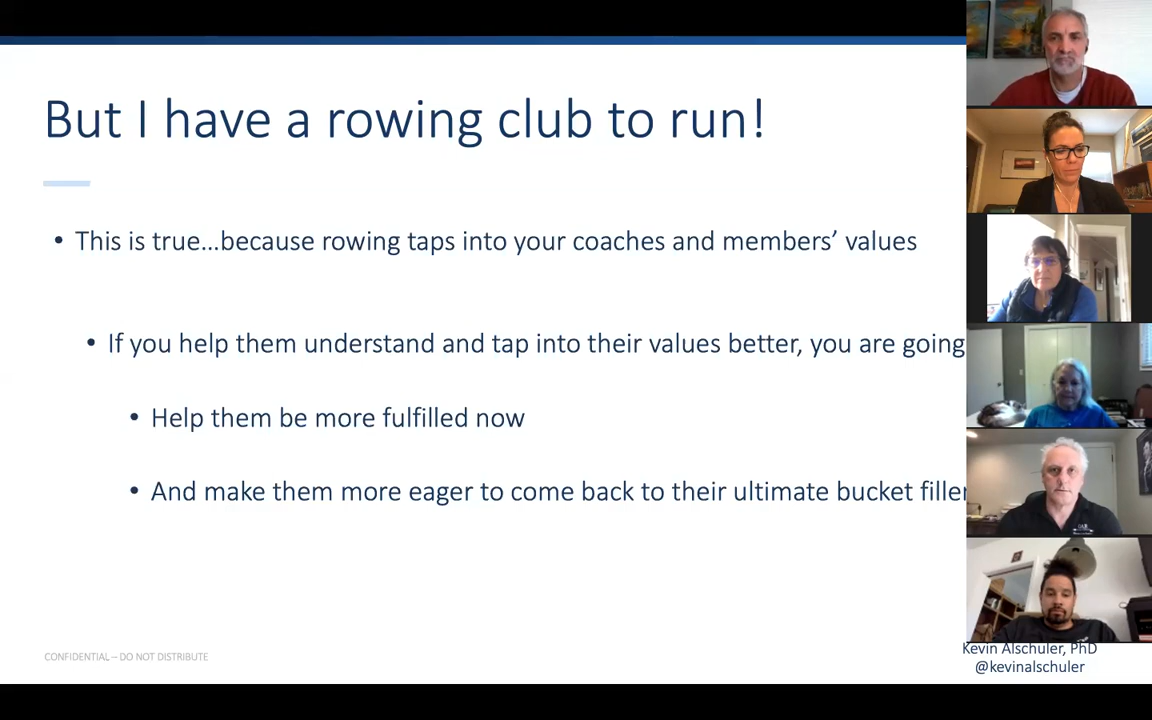 But I have a rowing club to run!
• This is true...because rowing taps into your coaches and members' values
• If you help them understand and tap into their values better, you are going
• Help them be more fulfilled now
• And make them more eager to come back to their ultimate bucket filler
CONFIDENTIAL – DO NOT DISTRIBUTE
Kevin Alschuler, PhD
@kevinalschuler